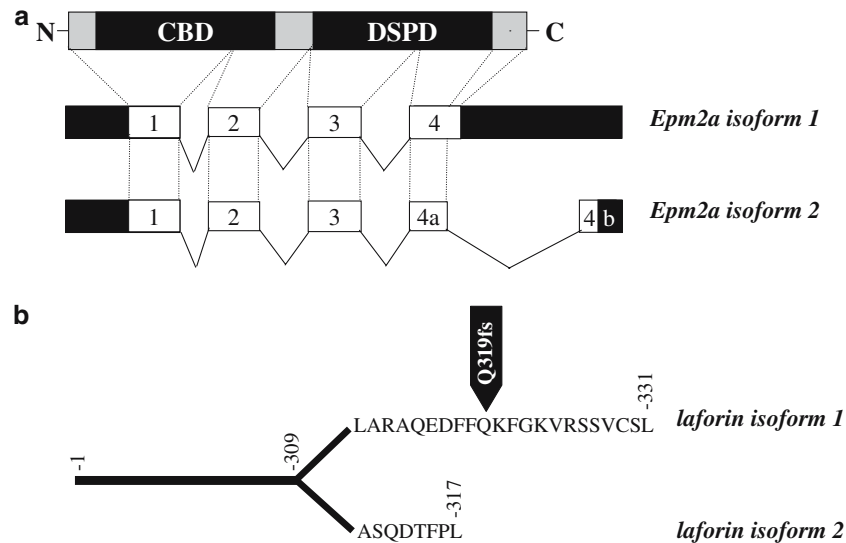 a
N CBD DSPD C
1 2 3 4 Epm2a isoform 1
1 2 3 4a 4 b Epm2a isoform 2
b
Q319fs
-331
LARAQEDFFQKFGKVRSSVCSL laforin isoform 1
-1 -309
-317
ASQDTFPL laforin isoform 2